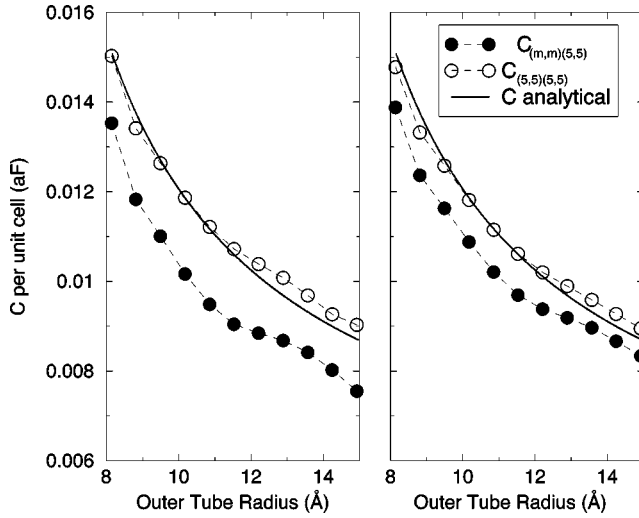 C per unit cell (aF)
0.016
0.014
0.012
0.01
0.008
0.006
8 10 12 14
Outer Tube Radius (Å)
C(m,m)(5,5)
C(5,5)(5,5)
C analytical
8 10 12 14
Outer Tube Radius (Å)